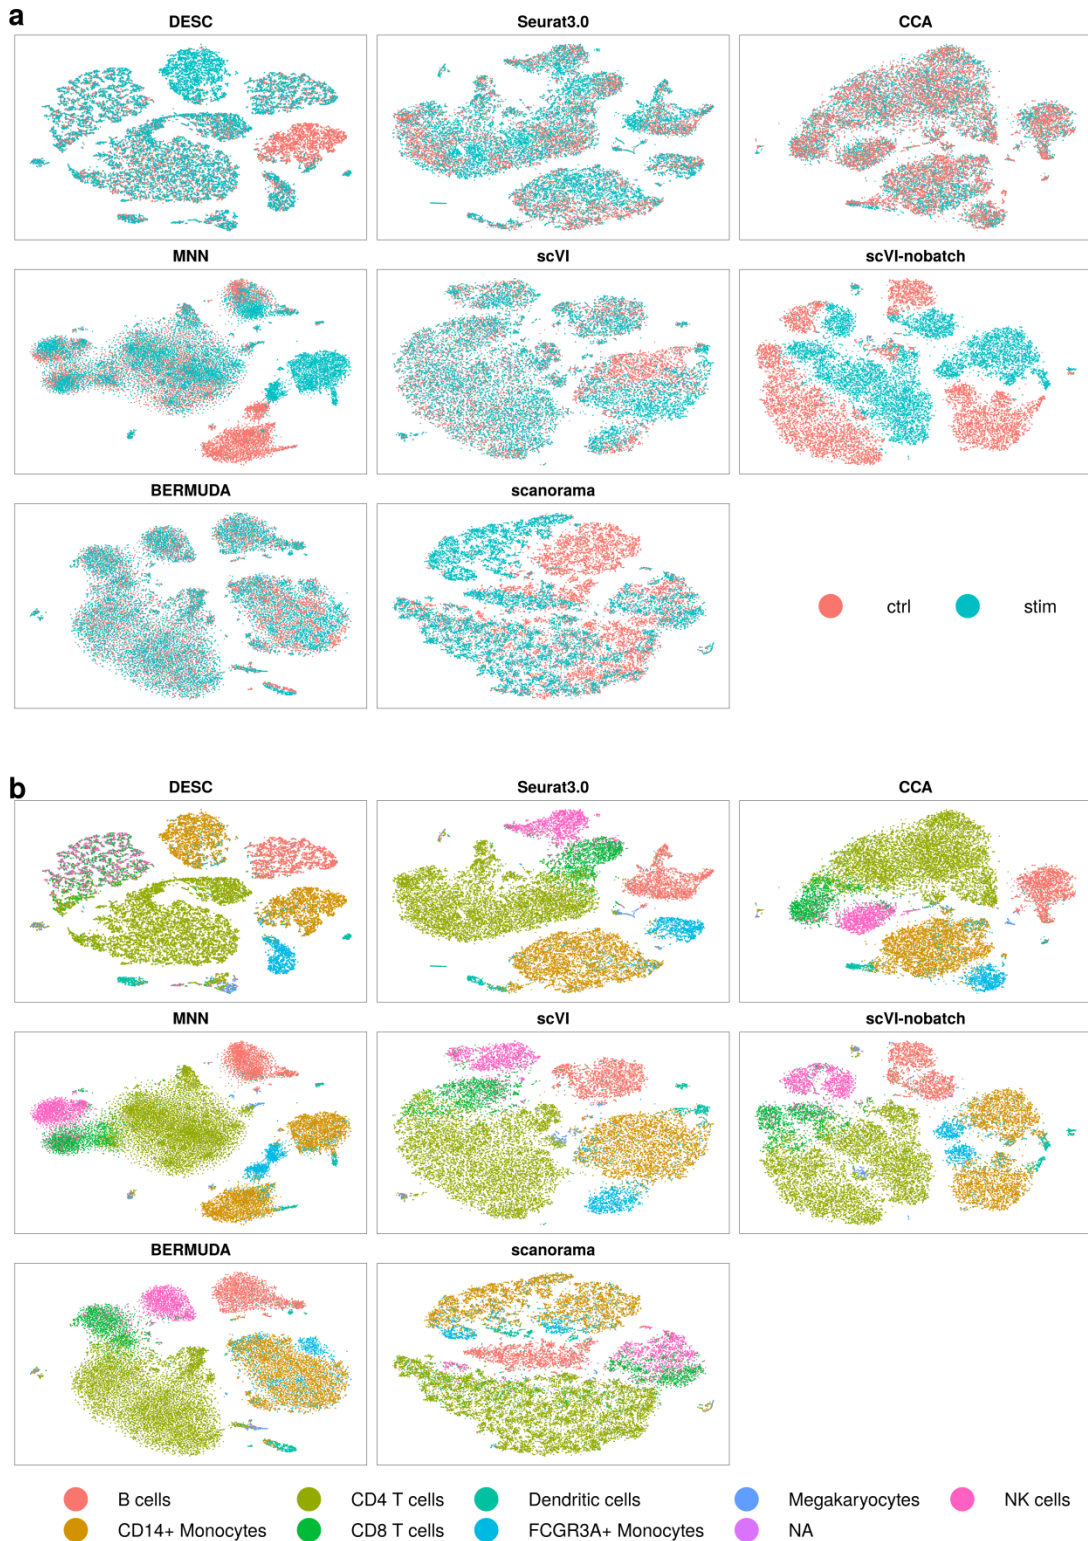 a
DESC
Seurat3.0
CCA
MNN
scVI
scVI-nobatch
BERMUDA
scanorama
ctrl
stim
b
DESC
Seurat3.0
CCA
MNN
scVI
scVI-nobatch
BERMUDA
scanorama
B cells
CD4 T cells
Dendritic cells
Megakaryocytes
NK cells
CD14+ Monocytes
CD8 T cells
FCGR3A+ Monocytes
NA